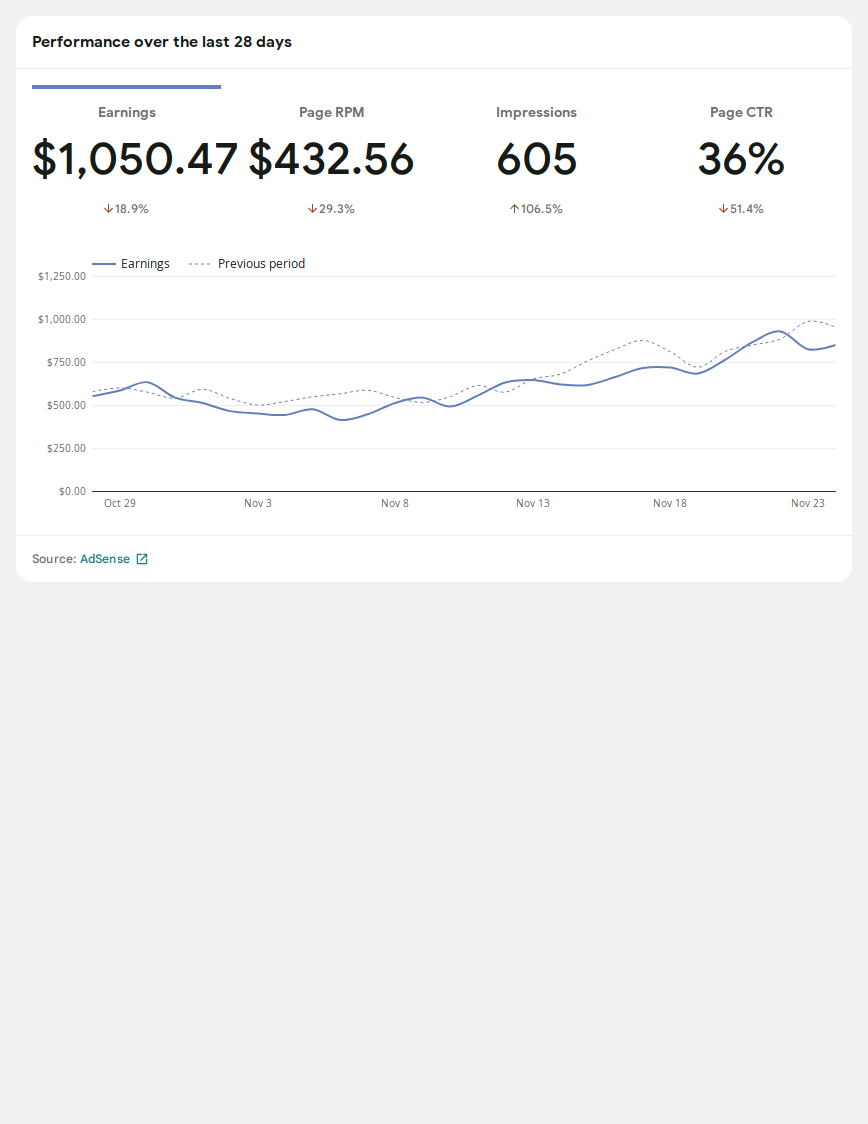 Performance over the last 28 days
Earnings Page RPM Impressions Page CTR
$1,050.47 $432.56 605 36%
↓18.9% ↓29.3% ↑106.5% ↓51.4%
Earnings Previous period
$1,250.00
$1,000.00
$750.00
$500.00
$250.00
$0.00
Oct 29 Nov 3 Nov 8 Nov 13 Nov 18 Nov 23
Source: AdSense